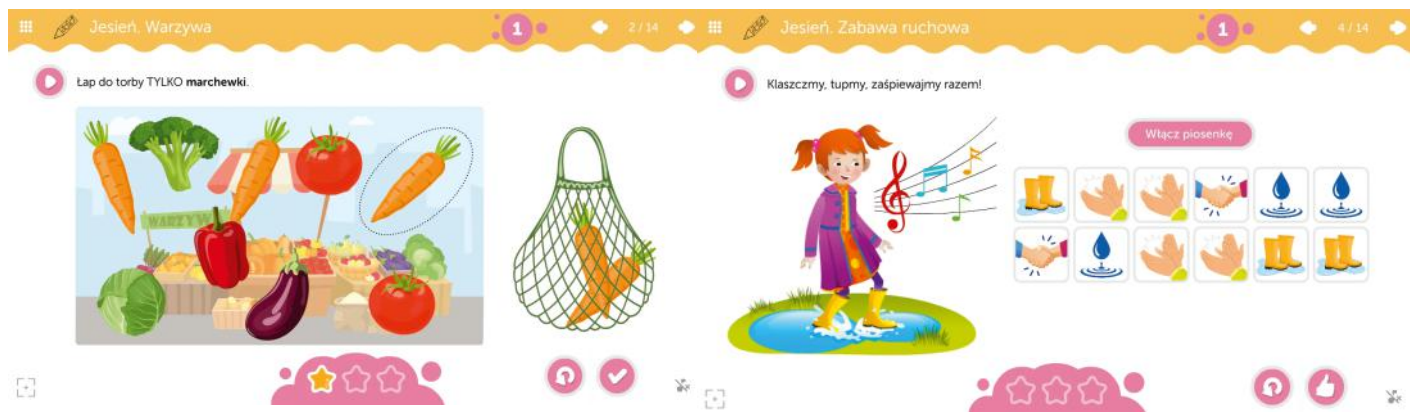 Jesień. Warzywa
1
2/14
Łap do torby TYLKO marchewki.
WARZYW
Jesień. Zabawa ruchowa
1
4/14
Klaszczmy, tupmy, zaśpiewajmy razem!
Włącz piosenkę